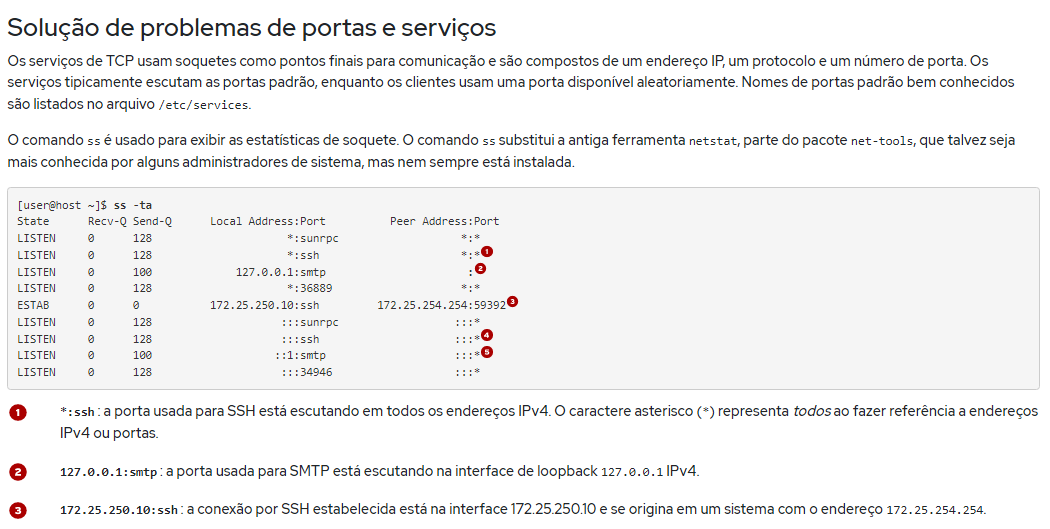 Solução de problemas de portas e serviços
Os serviços de TCP usam soquetes como pontos finais para comunicação e são compostos de um endereço IP, um protocolo e um número de porta. Os
serviços tipicamente escutam as portas padrão, enquanto os clientes usam uma porta disponível aleatoriamente. Nomes de portas padrão bem conhecidos
são listados no arquivo /etc/services.
O comando ss é usado para exibir as estatísticas de soquete. O comando ss substitui a antiga ferramenta netstat, parte do pacote net-tools, que talvez seja
mais conhecida por alguns administradores de sistema, mas nem sempre está instalada.
[user@host ~]$ ss -ta
State      Recv-Q Send-Q      Local Address:Port          Peer Address:Port
LISTEN     0      128                     *:sunrpc                   *:*
LISTEN     0      128                     *:ssh                      *:* 1
LISTEN     0      100             127.0.0.1:smtp                      : 2
LISTEN     0      128                     *:36889                    *:*
ESTAB      0      0           172.25.250.10:ssh         172.25.254.254:59392 3
LISTEN     0      128                    :::sunrpc                  :::*
LISTEN     0      128                    :::ssh                     :::* 4
LISTEN     0      100                   ::1:smtp                    :::* 5
LISTEN     0      128                    :::34946                   :::*
1 *:ssh : a porta usada para SSH está escutando em todos os endereços IPv4. O caractere asterisco (*) representa todos ao fazer referência a endereços
IPv4 ou portas.
2 127.0.0.1:smtp : a porta usada para SMTP está escutando na interface de loopback 127.0.0.1 IPv4.
3 172.25.250.10:ssh : a conexão por SSH estabelecida está na interface 172.25.250.10 e se origina em um sistema com o endereço 172.25.254.254.